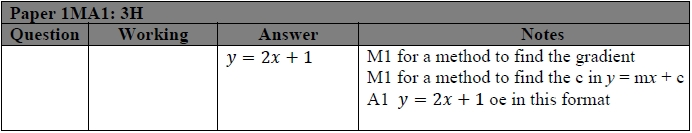 Paper 1MA1: 3H
Question Working Answer Notes
y = 2x + 1 M1 for a method to find the gradient
M1 for a method to find the c in y = mx + c
A1 y = 2x + 1 oe in this format